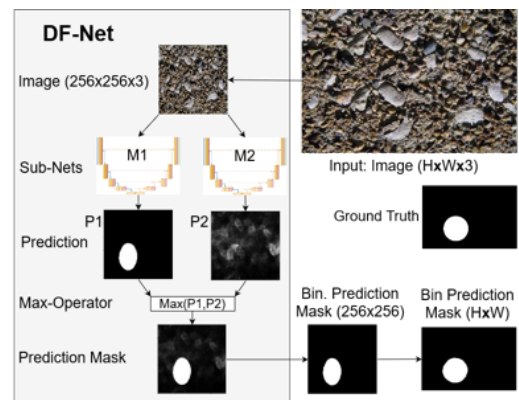 DF-Net
Image (256x256x3)
Sub-Nets
M1
M2
Input: Image (HxWx3)
Ground Truth
P1
P2
Prediction
Max-Operator
Max(P1,P2)
Bin. Prediction
Mask (256x256)
Bin Prediction
Mask (HxW)
Prediction Mask